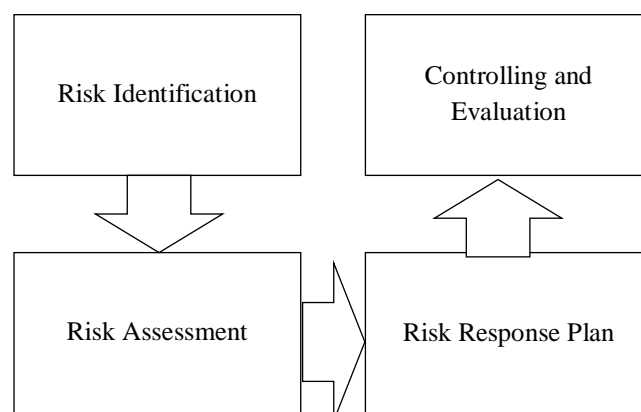 Risk Identification
Controlling and
Evaluation
Risk Assessment
Risk Response Plan